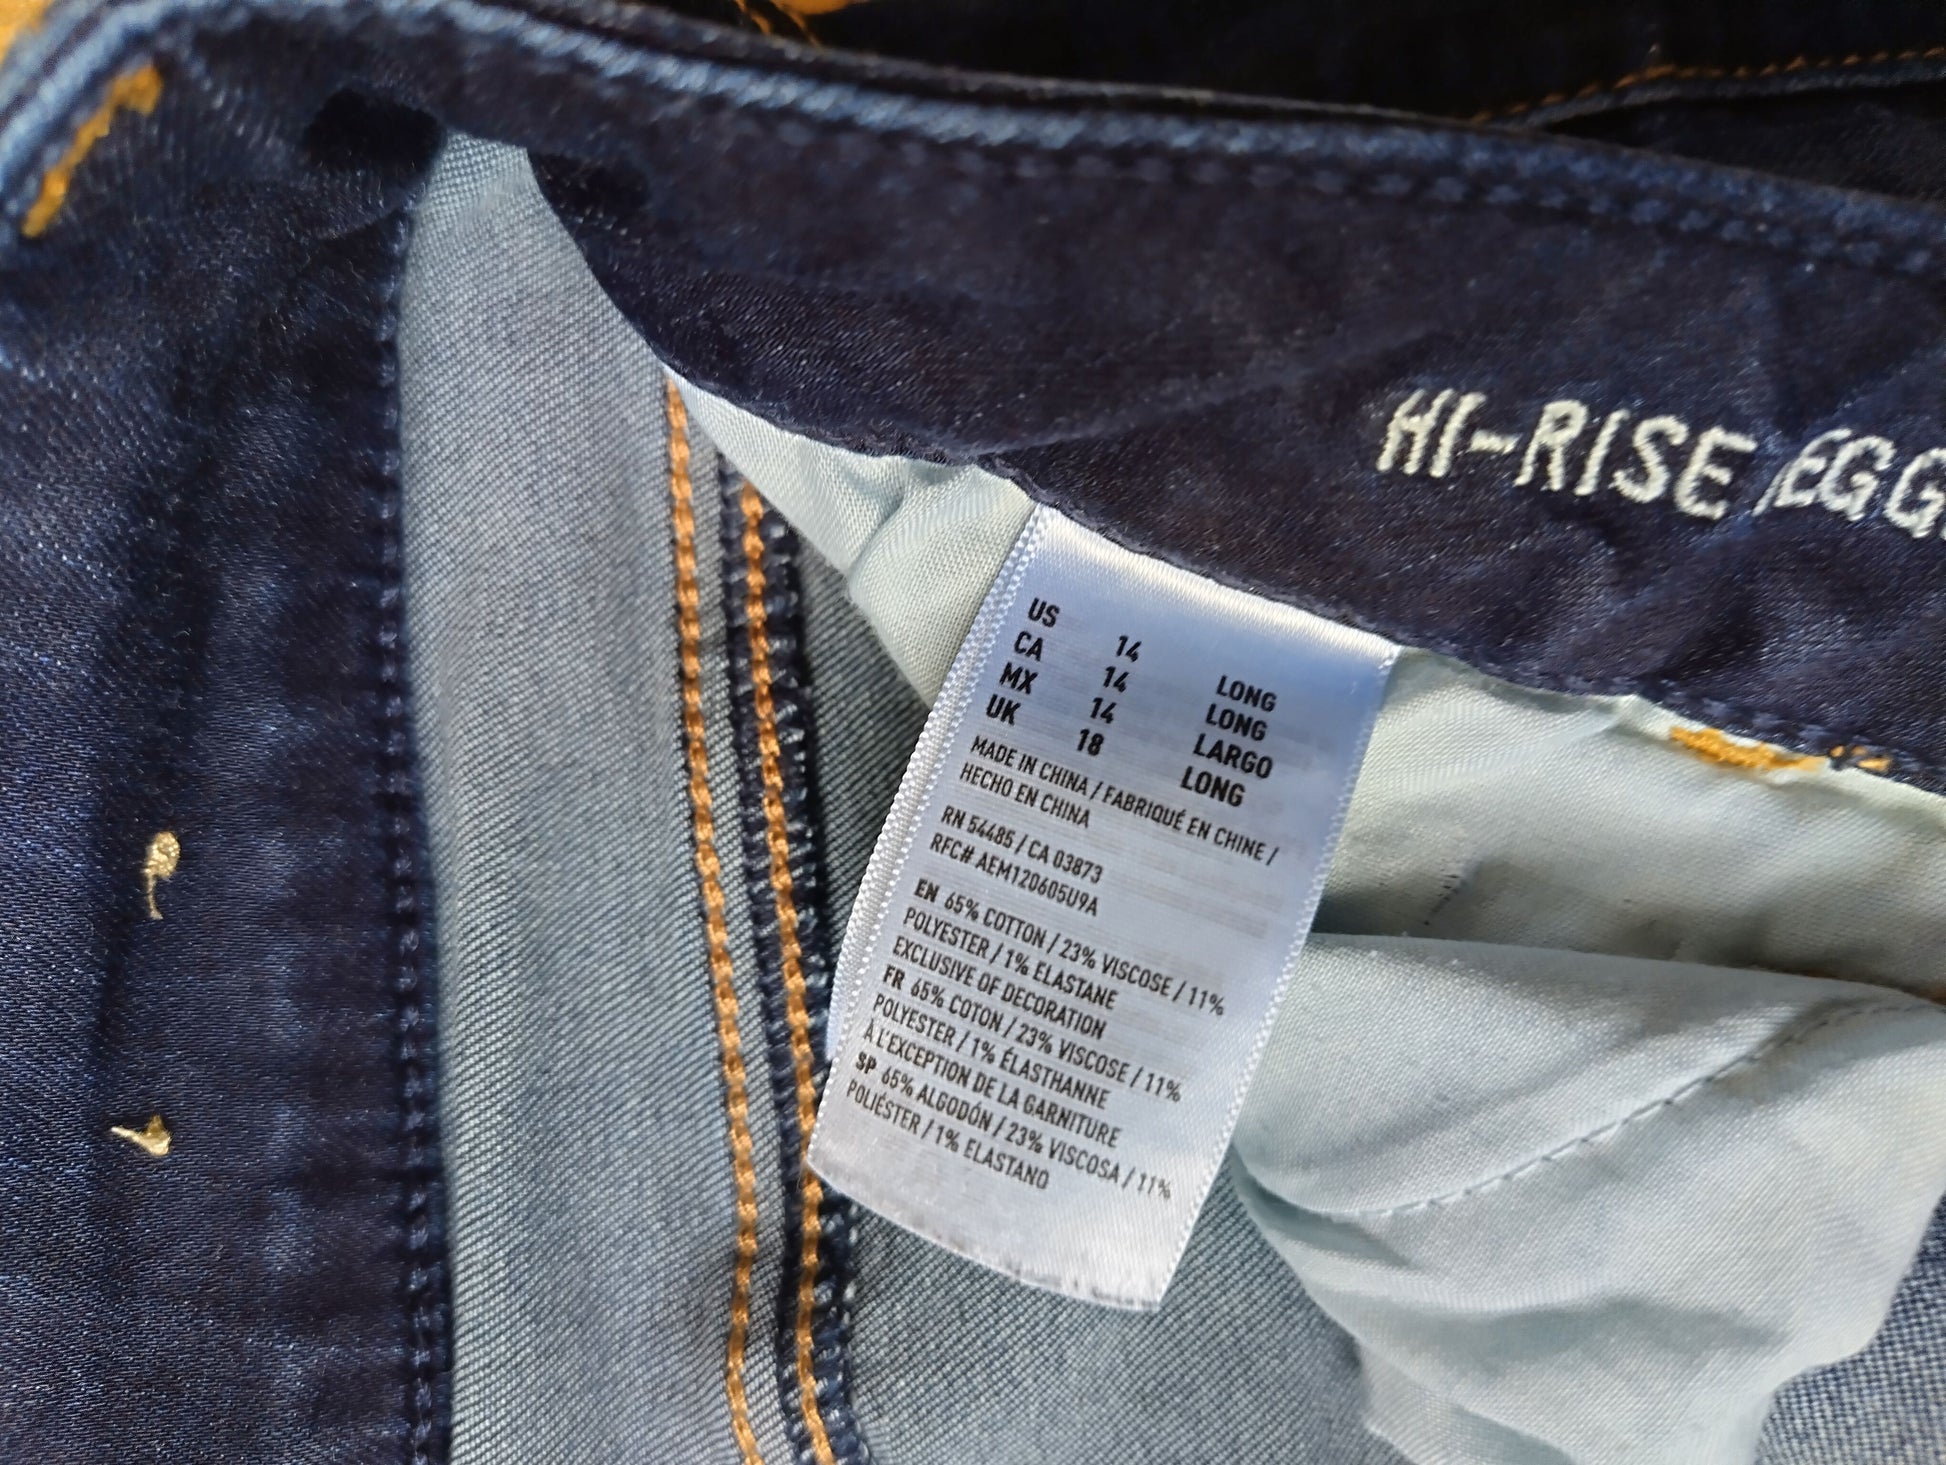 HI-RISE JEGG
US 14 LONG
CA 14 LONG
MX 14 LARGO
UK 18 LONG
MADE IN CHINA / FABRIQUÉ EN CHINE /
HECHO EN CHINA
RN 54485 / CA 03873
RFC# AEM120605U9A
EN 65% COTTON / 23% VISCOSE / 11%
POLYESTER / 1% ELASTANE
EXCLUSIVE OF DECORATION
FR 65% COTON / 23% VISCOSE / 11%
POLYESTER / 1% ÉLASTHANNE
À L'EXCEPTION DE LA GARNITURE
SP 65% ALGODÓN / 23% VISCOSA / 11%
POLIÉSTER / 1% ELASTANO